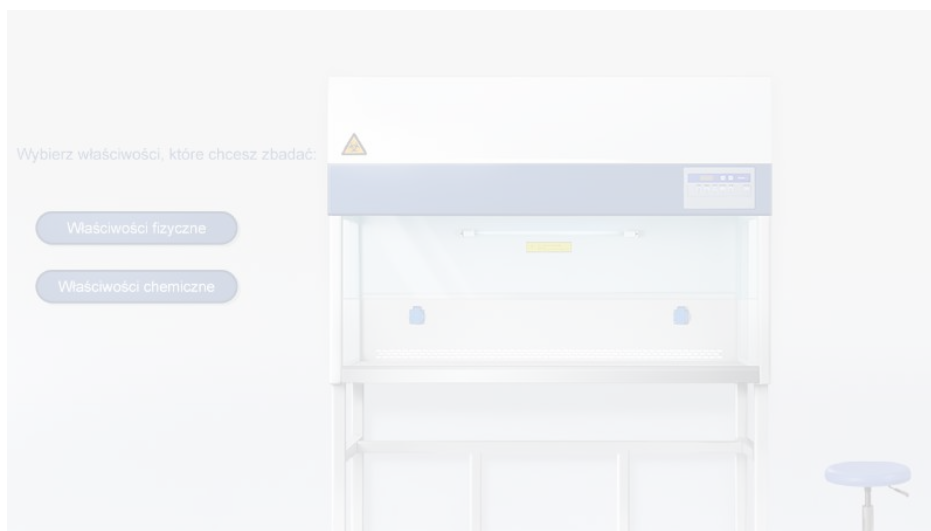 Wybierz właściwości, które chcesz zbadać:
Właściwości fizyczne
Właściwości chemiczne